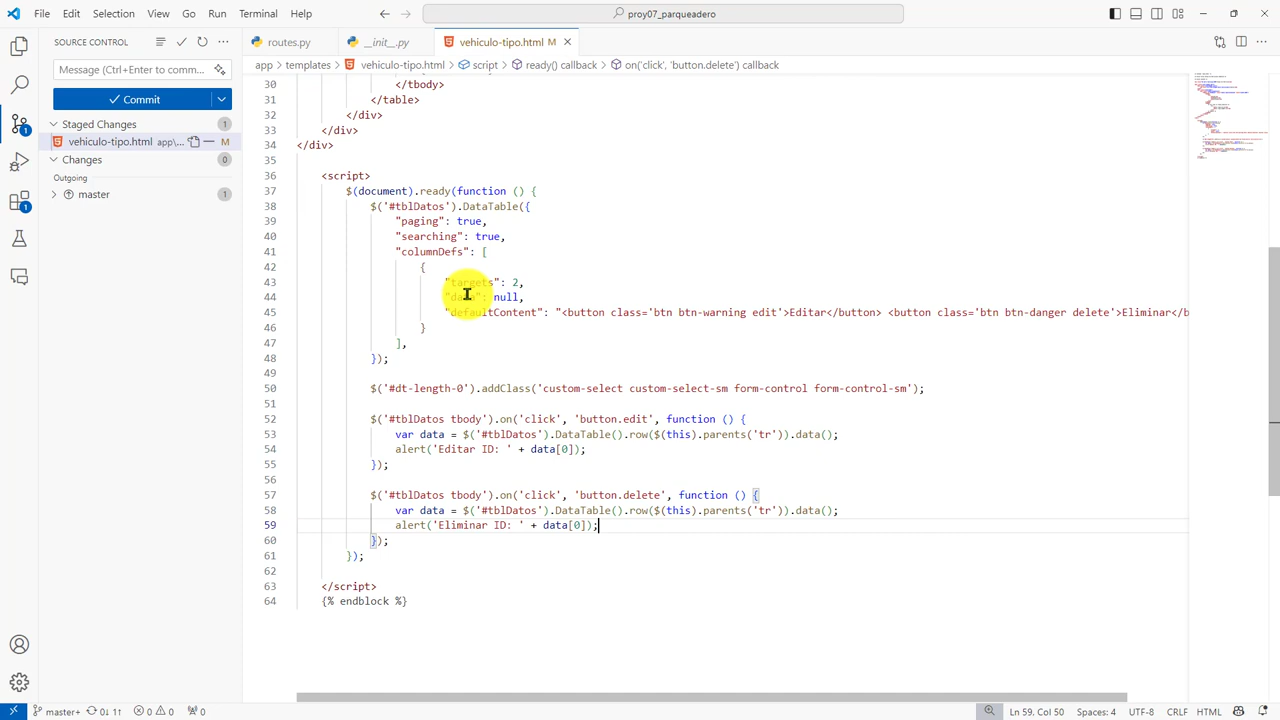 File Edit Selection View Go Run Terminal Help
proy07_parqueadero
SOURCE CONTROL
Message (Ctrl+Enter to comm...
Commit
Staged Changes 1
vehiculo-tipo.html app\... M
Changes 0
Outgoing
master 1
1
1
routes.py
__init__.py
vehiculo-tipo.html M
app > templates > vehiculo-tipo.html > script > ready() callback > on('click', 'button.delete') callback
30 </tbody>
31 </table>
32 </div>
33 </div>
34 </div>
35
36 <script>
37 $(document).ready(function () {
38 $('#tblDatos').DataTable({
39 "paging": true,
40 "searching": true,
41 "columnDefs": [
42 {
43 "targets": 2,
44 "data": null,
45 "defaultContent": "<button class='btn btn-warning edit'>Editar</button> <button class='btn btn-danger delete'>Eliminar</b
46 }
47 ],
48 });
49
50 $('#dt-length-0').addClass('custom-select custom-select-sm form-control form-control-sm');
51
52 $('#tblDatos tbody').on('click', 'button.edit', function () {
53 var data = $('#tblDatos').DataTable().row($(this).parents('tr')).data();
54 alert('Editar ID: ' + data[0]);
55 });
56
57 $('#tblDatos tbody').on('click', 'button.delete', function () {
58 var data = $('#tblDatos').DataTable().row($(this).parents('tr')).data();
59 alert('Eliminar ID: ' + data[0]);
60 });
61 });
62
63 </script>
64 {% endblock %}
master+ 0↓ 1↑ 0 0 0
Ln 59, Col 50 Spaces: 4 UTF-8 CRLF HTML